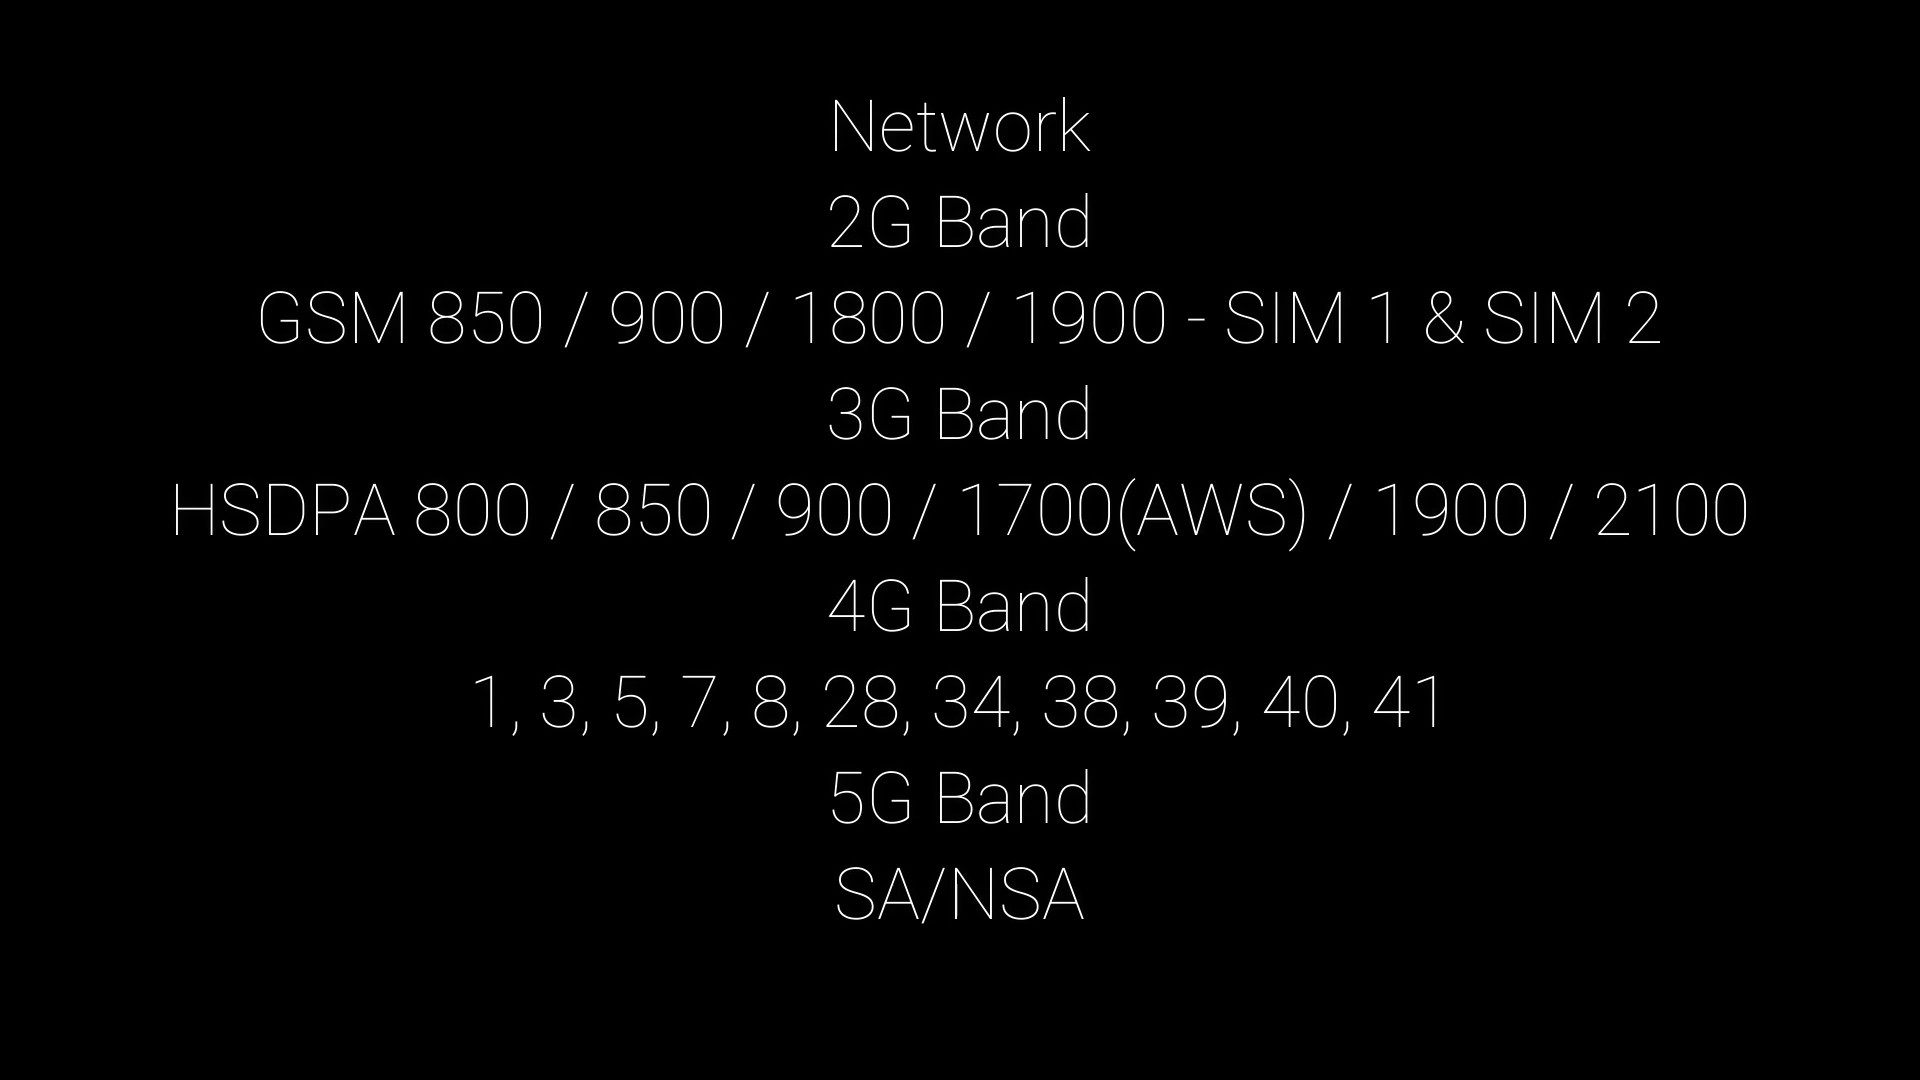 Network
2G Band
GSM 850 / 900 / 1800 / 1900 - SIM 1 & SIM 2
3G Band
HSDPA 800 / 850 / 900 / 1700(AWS) / 1900 / 2100
4G Band
1, 3, 5, 7, 8, 28, 34, 38, 39, 40, 41
5G Band
SA/NSA